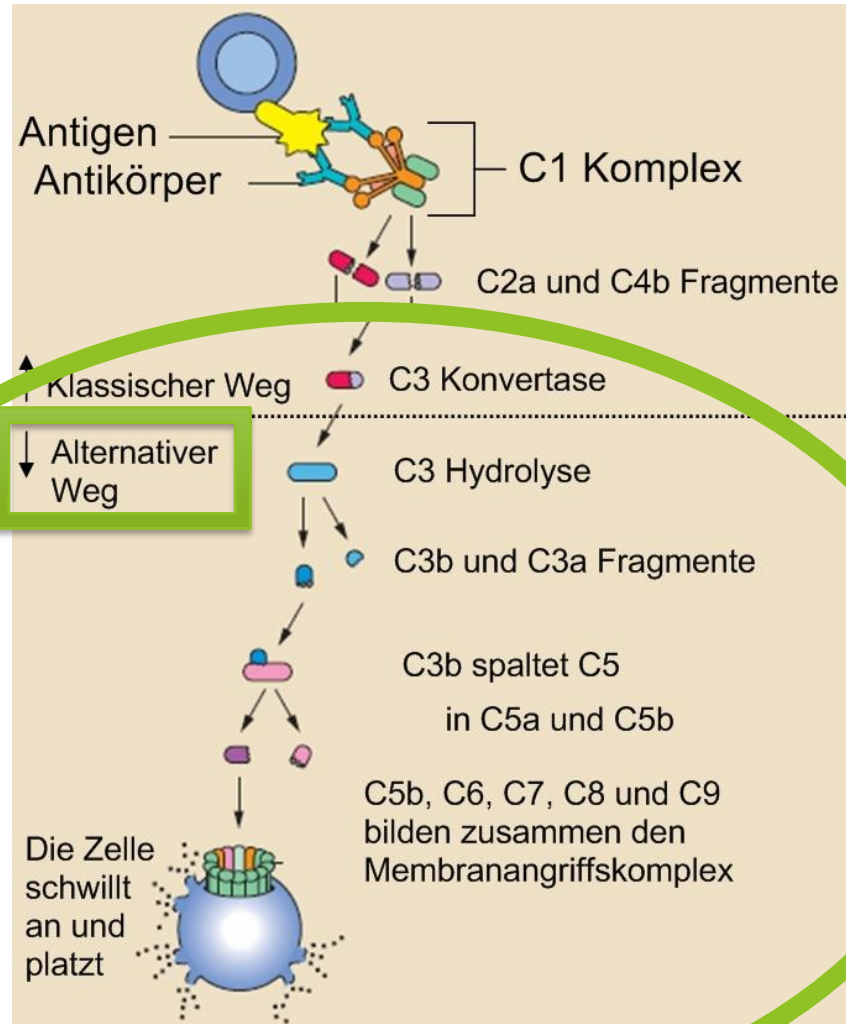 Antigen
Antikörper
C1 Komplex
C2a und C4b Fragmente
Klassischer Weg
C3 Konvertase
Alternativer
Weg
C3 Hydrolyse
C3b und C3a Fragmente
C3b spaltet C5
in C5a und C5b
C5b, C6, C7, C8 und C9
bilden zusammen den
Membranangriffskomplex
Die Zelle
schwillt
an und
platzt